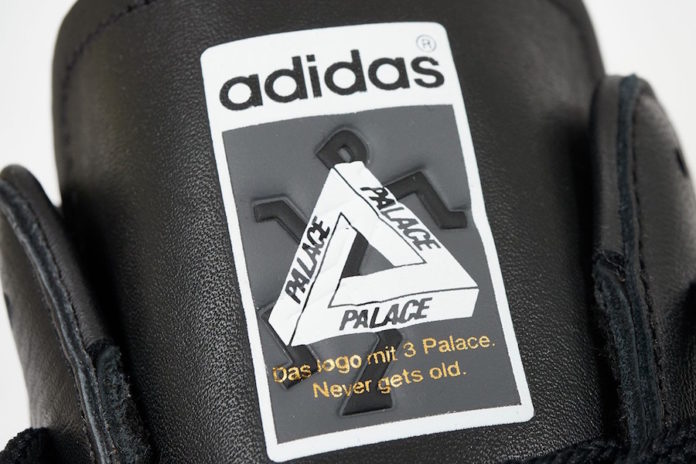 adidas®
PALACE
PALACE
PALACE
Das logo mit 3 Palace.
Never gets old.